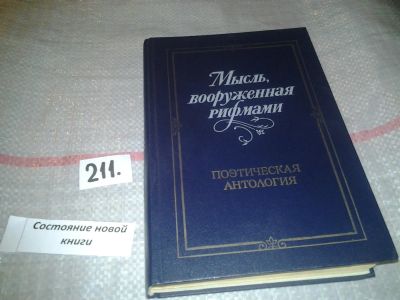 Мысль,
вооруженная
рифмами
ПОЭТИЧЕСКАЯ
АНТОЛОГИЯ
211.
Состояние новой
книги